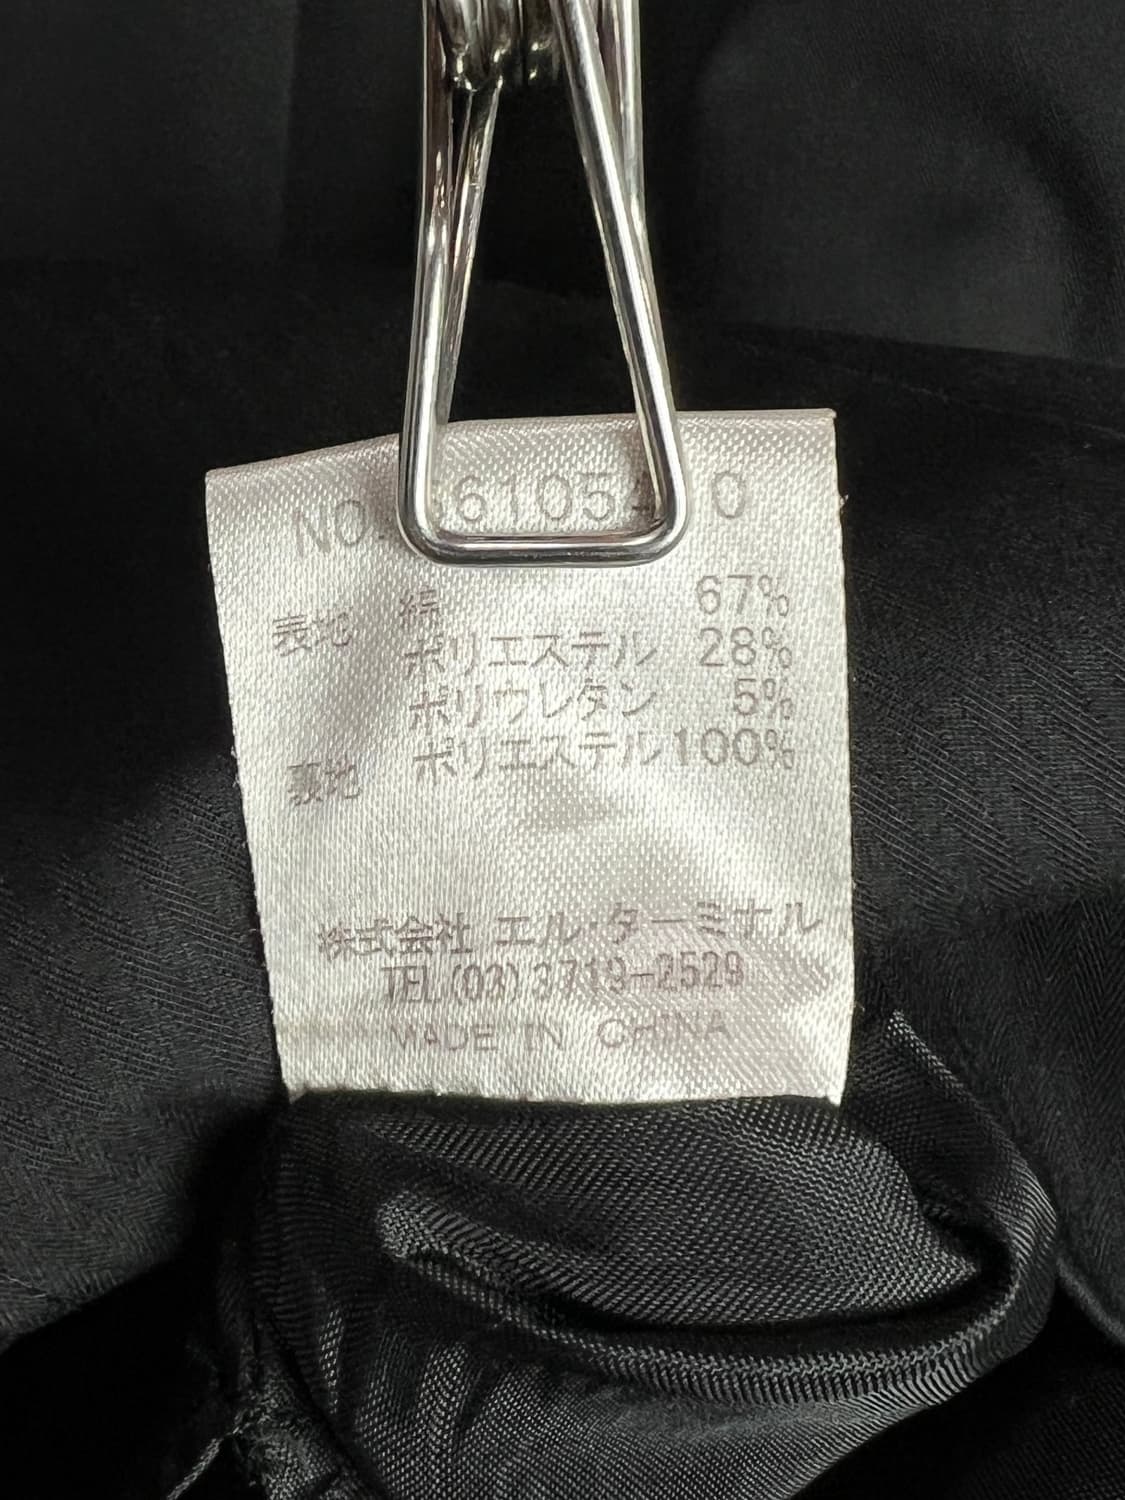 NO.
表地 綿 67%
ポリエステル 28%
ポリウレタン 5%
裏地 ポリエステル100%
株式会社 エル・ターミナル
TEL(03)3719-2529
MADE IN CHINA